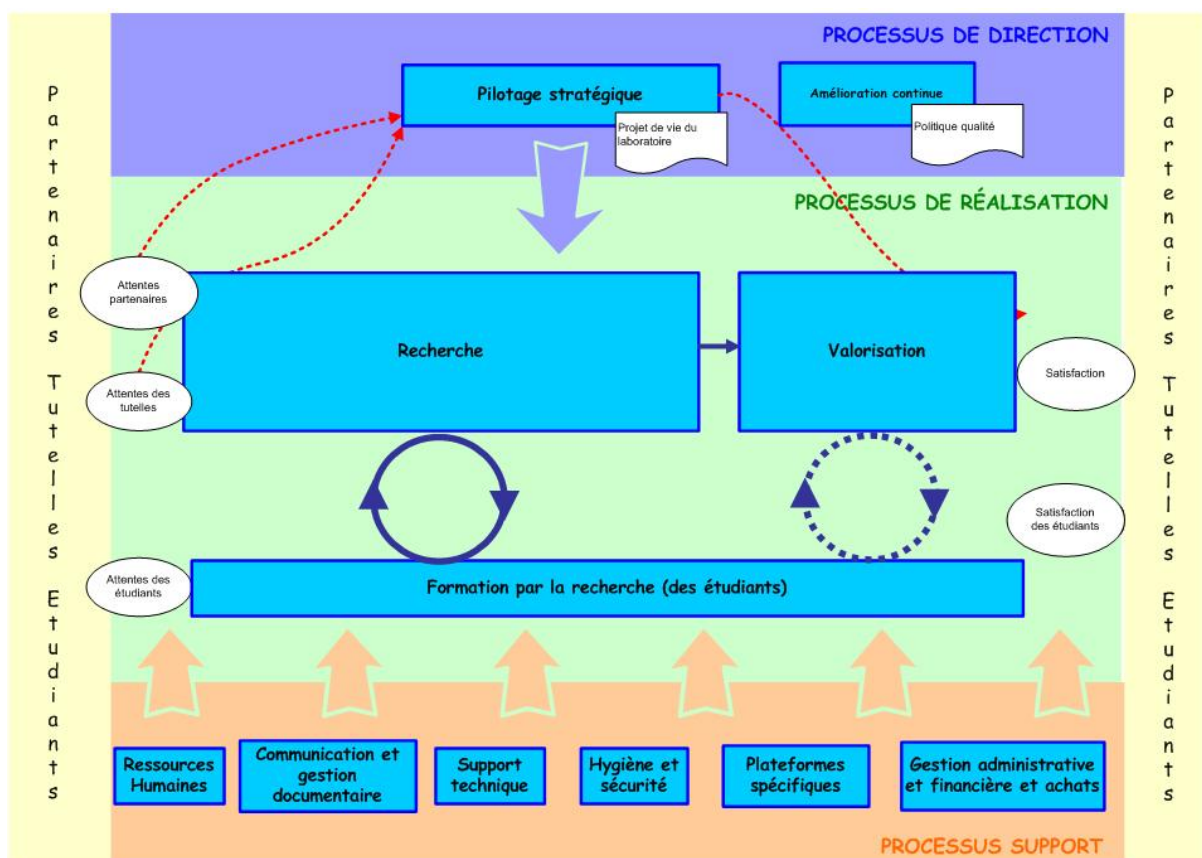 PROCESSUS DE DIRECTION
Pilotage stratégique
Amélioration continue
Projet de vie du
laboratoire
Politique qualité
Partenaires Tutelles Etudiants
PROCESSUS DE RÉALISATION
Attentes
partenaires
Recherche
Valorisation
Attentes des
tutelles
Satisfaction
Satisfaction
des étudiants
Attentes des
étudiants
Formation par la recherche (des étudiants)
Partenaires Tutelles Etudiants
Ressources
Humaines
Communication et
gestion
documentaire
Support
technique
Hygiène et
sécurité
Plateformes
spécifiques
Gestion administrative
et financière et achats
PROCESSUS SUPPORT